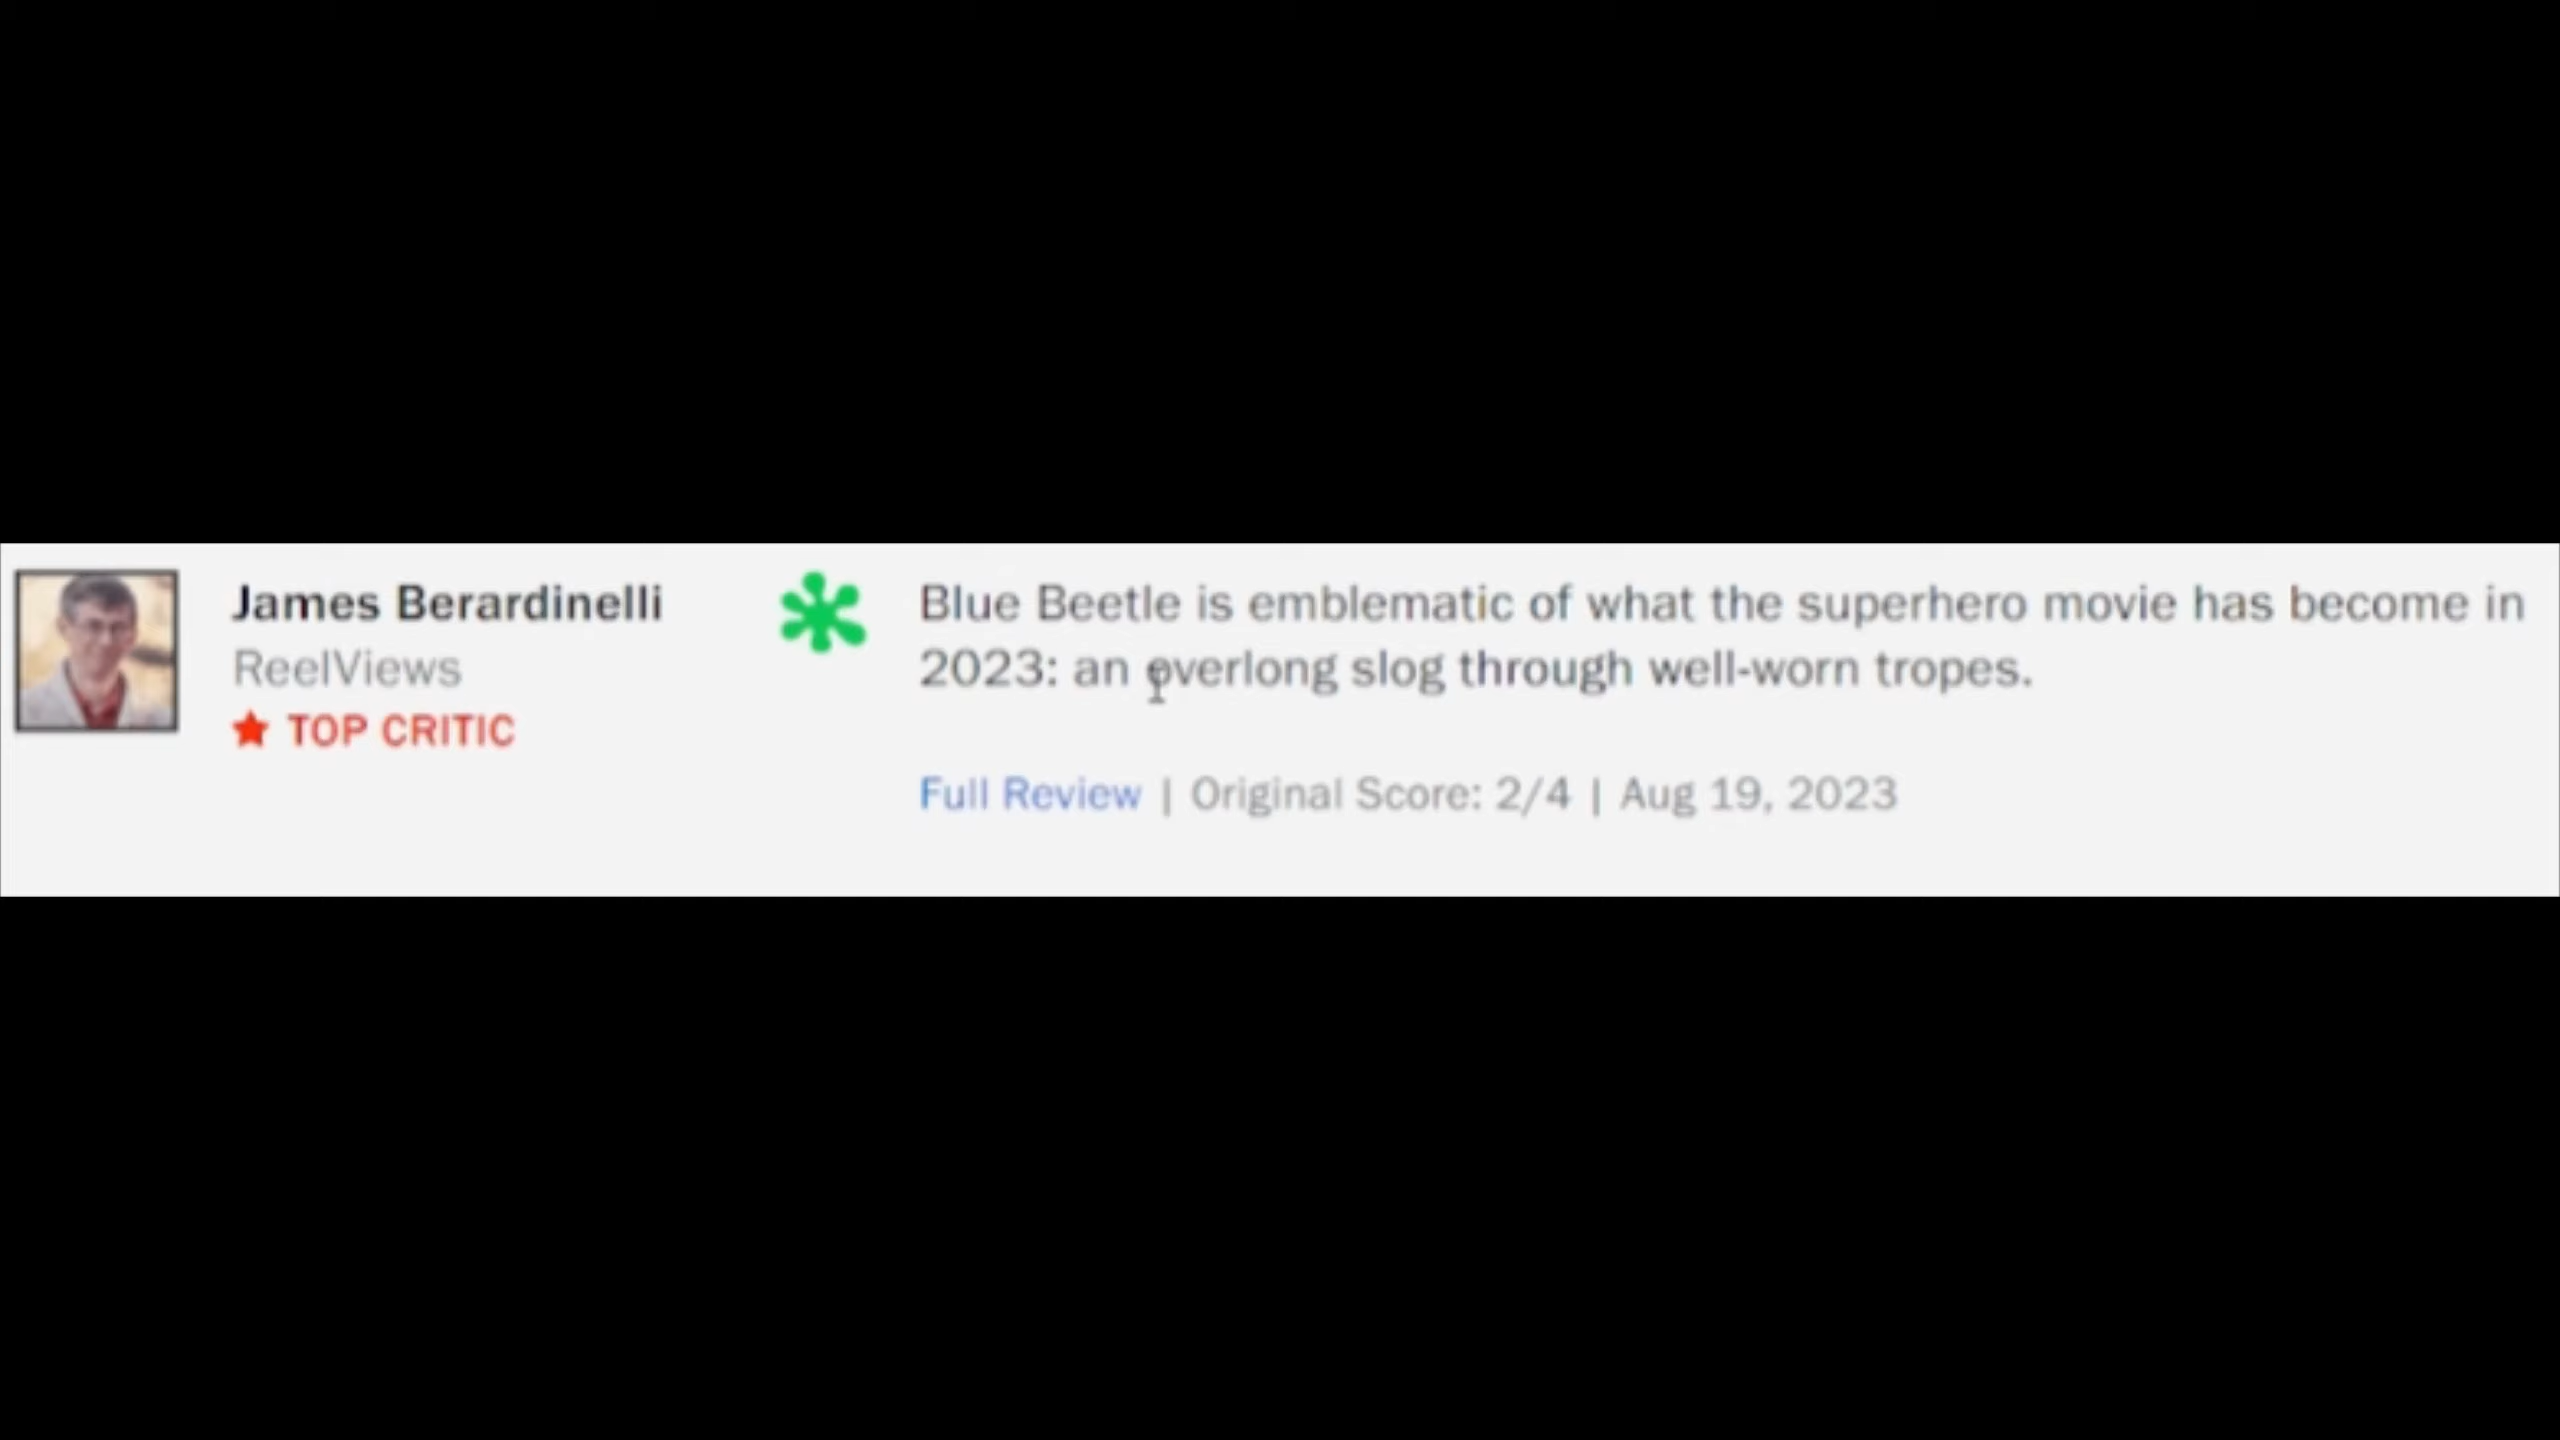 James Berardinelli
ReelViews
TOP CRITIC
Blue Beetle is emblematic of what the superhero movie has become in
2023: an overlong slog through well-worn tropes.
Full Review | Original Score: 2/4 | Aug 19, 2023